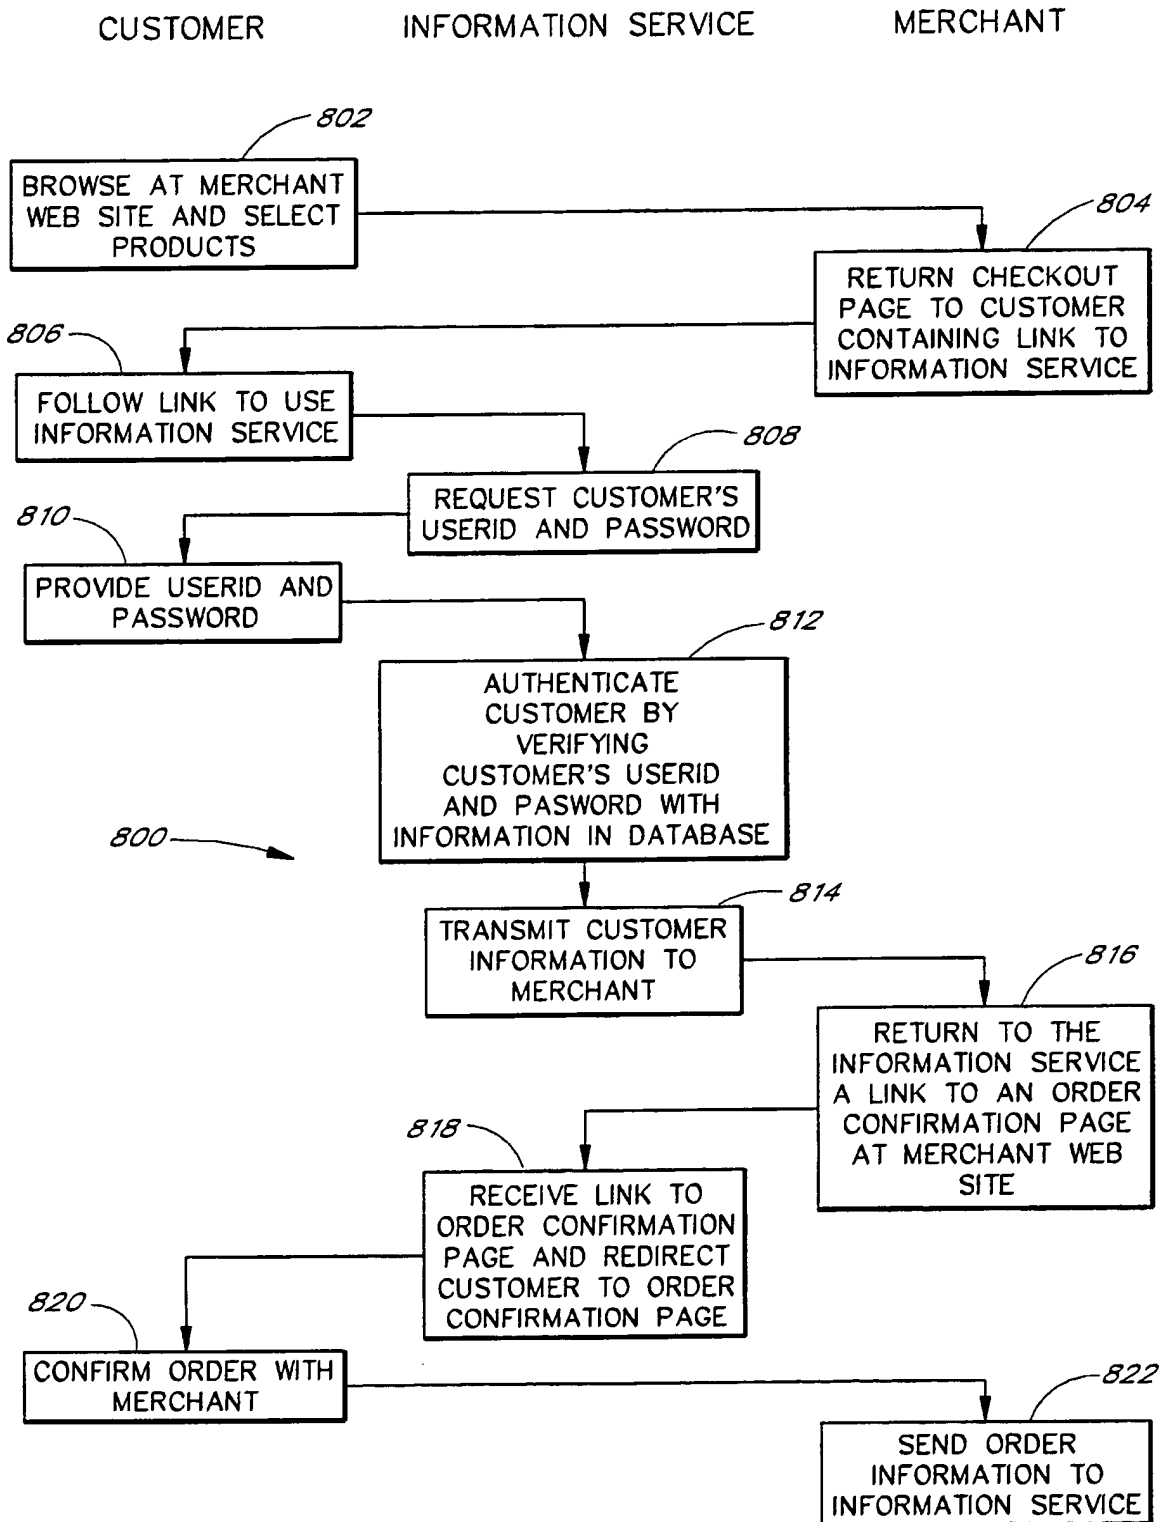 CUSTOMER INFORMATION SERVICE MERCHANT
802
BROWSE AT MERCHANT
WEB SITE AND SELECT
PRODUCTS
804
RETURN CHECKOUT
PAGE TO CUSTOMER
CONTAINING LINK TO
INFORMATION SERVICE
806
FOLLOW LINK TO USE
INFORMATION SERVICE
808
REQUEST CUSTOMER'S
USERID AND PASSWORD
810
PROVIDE USERID AND
PASSWORD
812
AUTHENTICATE
CUSTOMER BY
VERIFYING
CUSTOMER'S USERID
AND PASWORD WITH
INFORMATION IN DATABASE
800
814
TRANSMIT CUSTOMER
INFORMATION TO
MERCHANT
816
RETURN TO THE
INFORMATION SERVICE
A LINK TO AN ORDER
CONFIRMATION PAGE
AT MERCHANT WEB
SITE
818
RECEIVE LINK TO
ORDER CONFIRMATION
PAGE AND REDIRECT
CUSTOMER TO ORDER
CONFIRMATION PAGE
820
CONFIRM ORDER WITH
MERCHANT
822
SEND ORDER
INFORMATION TO
INFORMATION SERVICE